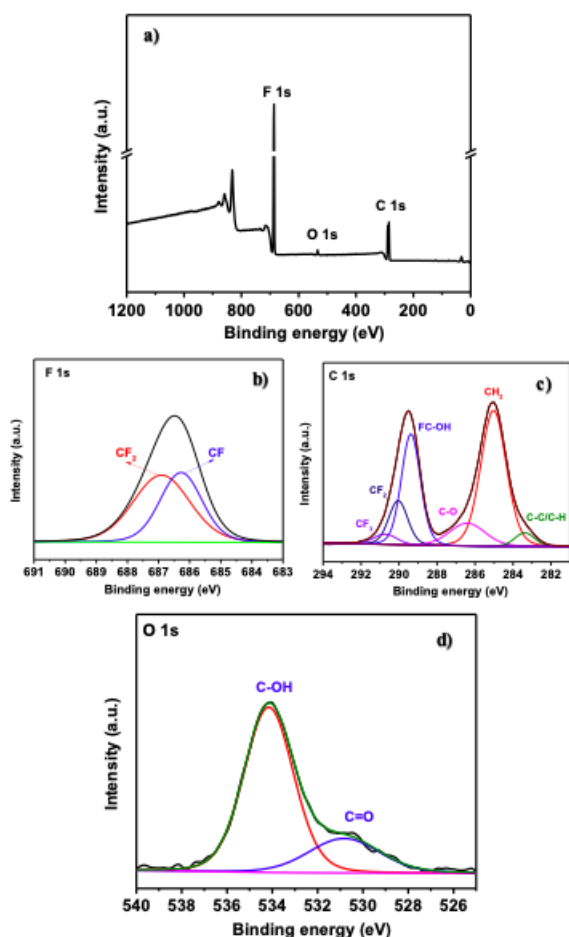 a)
Intensity (a.u.)
F 1s
O 1s
C 1s
1200 1000 800 600 400 200 0
Binding energy (eV)
F 1s
b)
Intensity (a.u.)
CF₂
CF
691 690 689 688 687 686 685 684 683
Binding energy (eV)
C 1s
c)
Intensity (a.u.)
CH₂
FC-OH
CF₂
CF₃
C-O
C-C/C-H
294 292 290 288 286 284 282
Binding energy (eV)
O 1s
d)
Intensity (a.u.)
C-OH
C=O
540 538 536 534 532 530 528 526
Binding energy (eV)